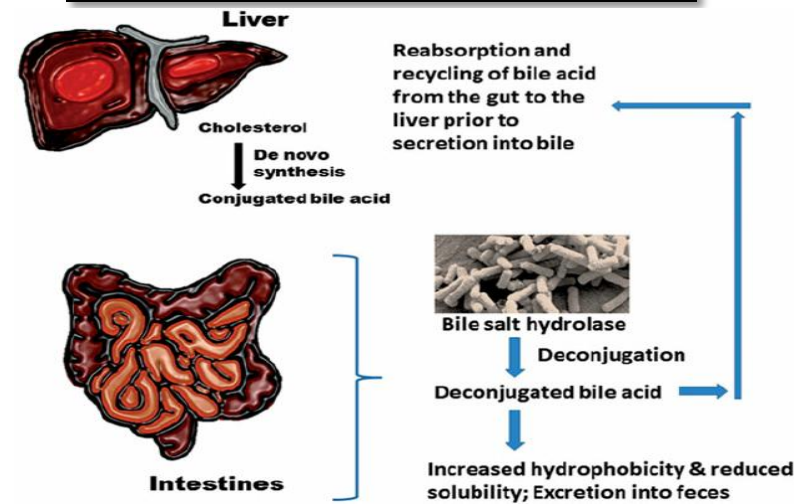 Liver
Reabsorption and
recycling of bile acid
from the gut to the
liver prior to
secretion into bile
Cholesterol
De novo
synthesis
Conjugated bile acid
Bile salt hydrolase
Deconjugation
Deconjugated bile acid
Increased hydrophobicity & reduced
solubility; Excretion into feces
Intestines